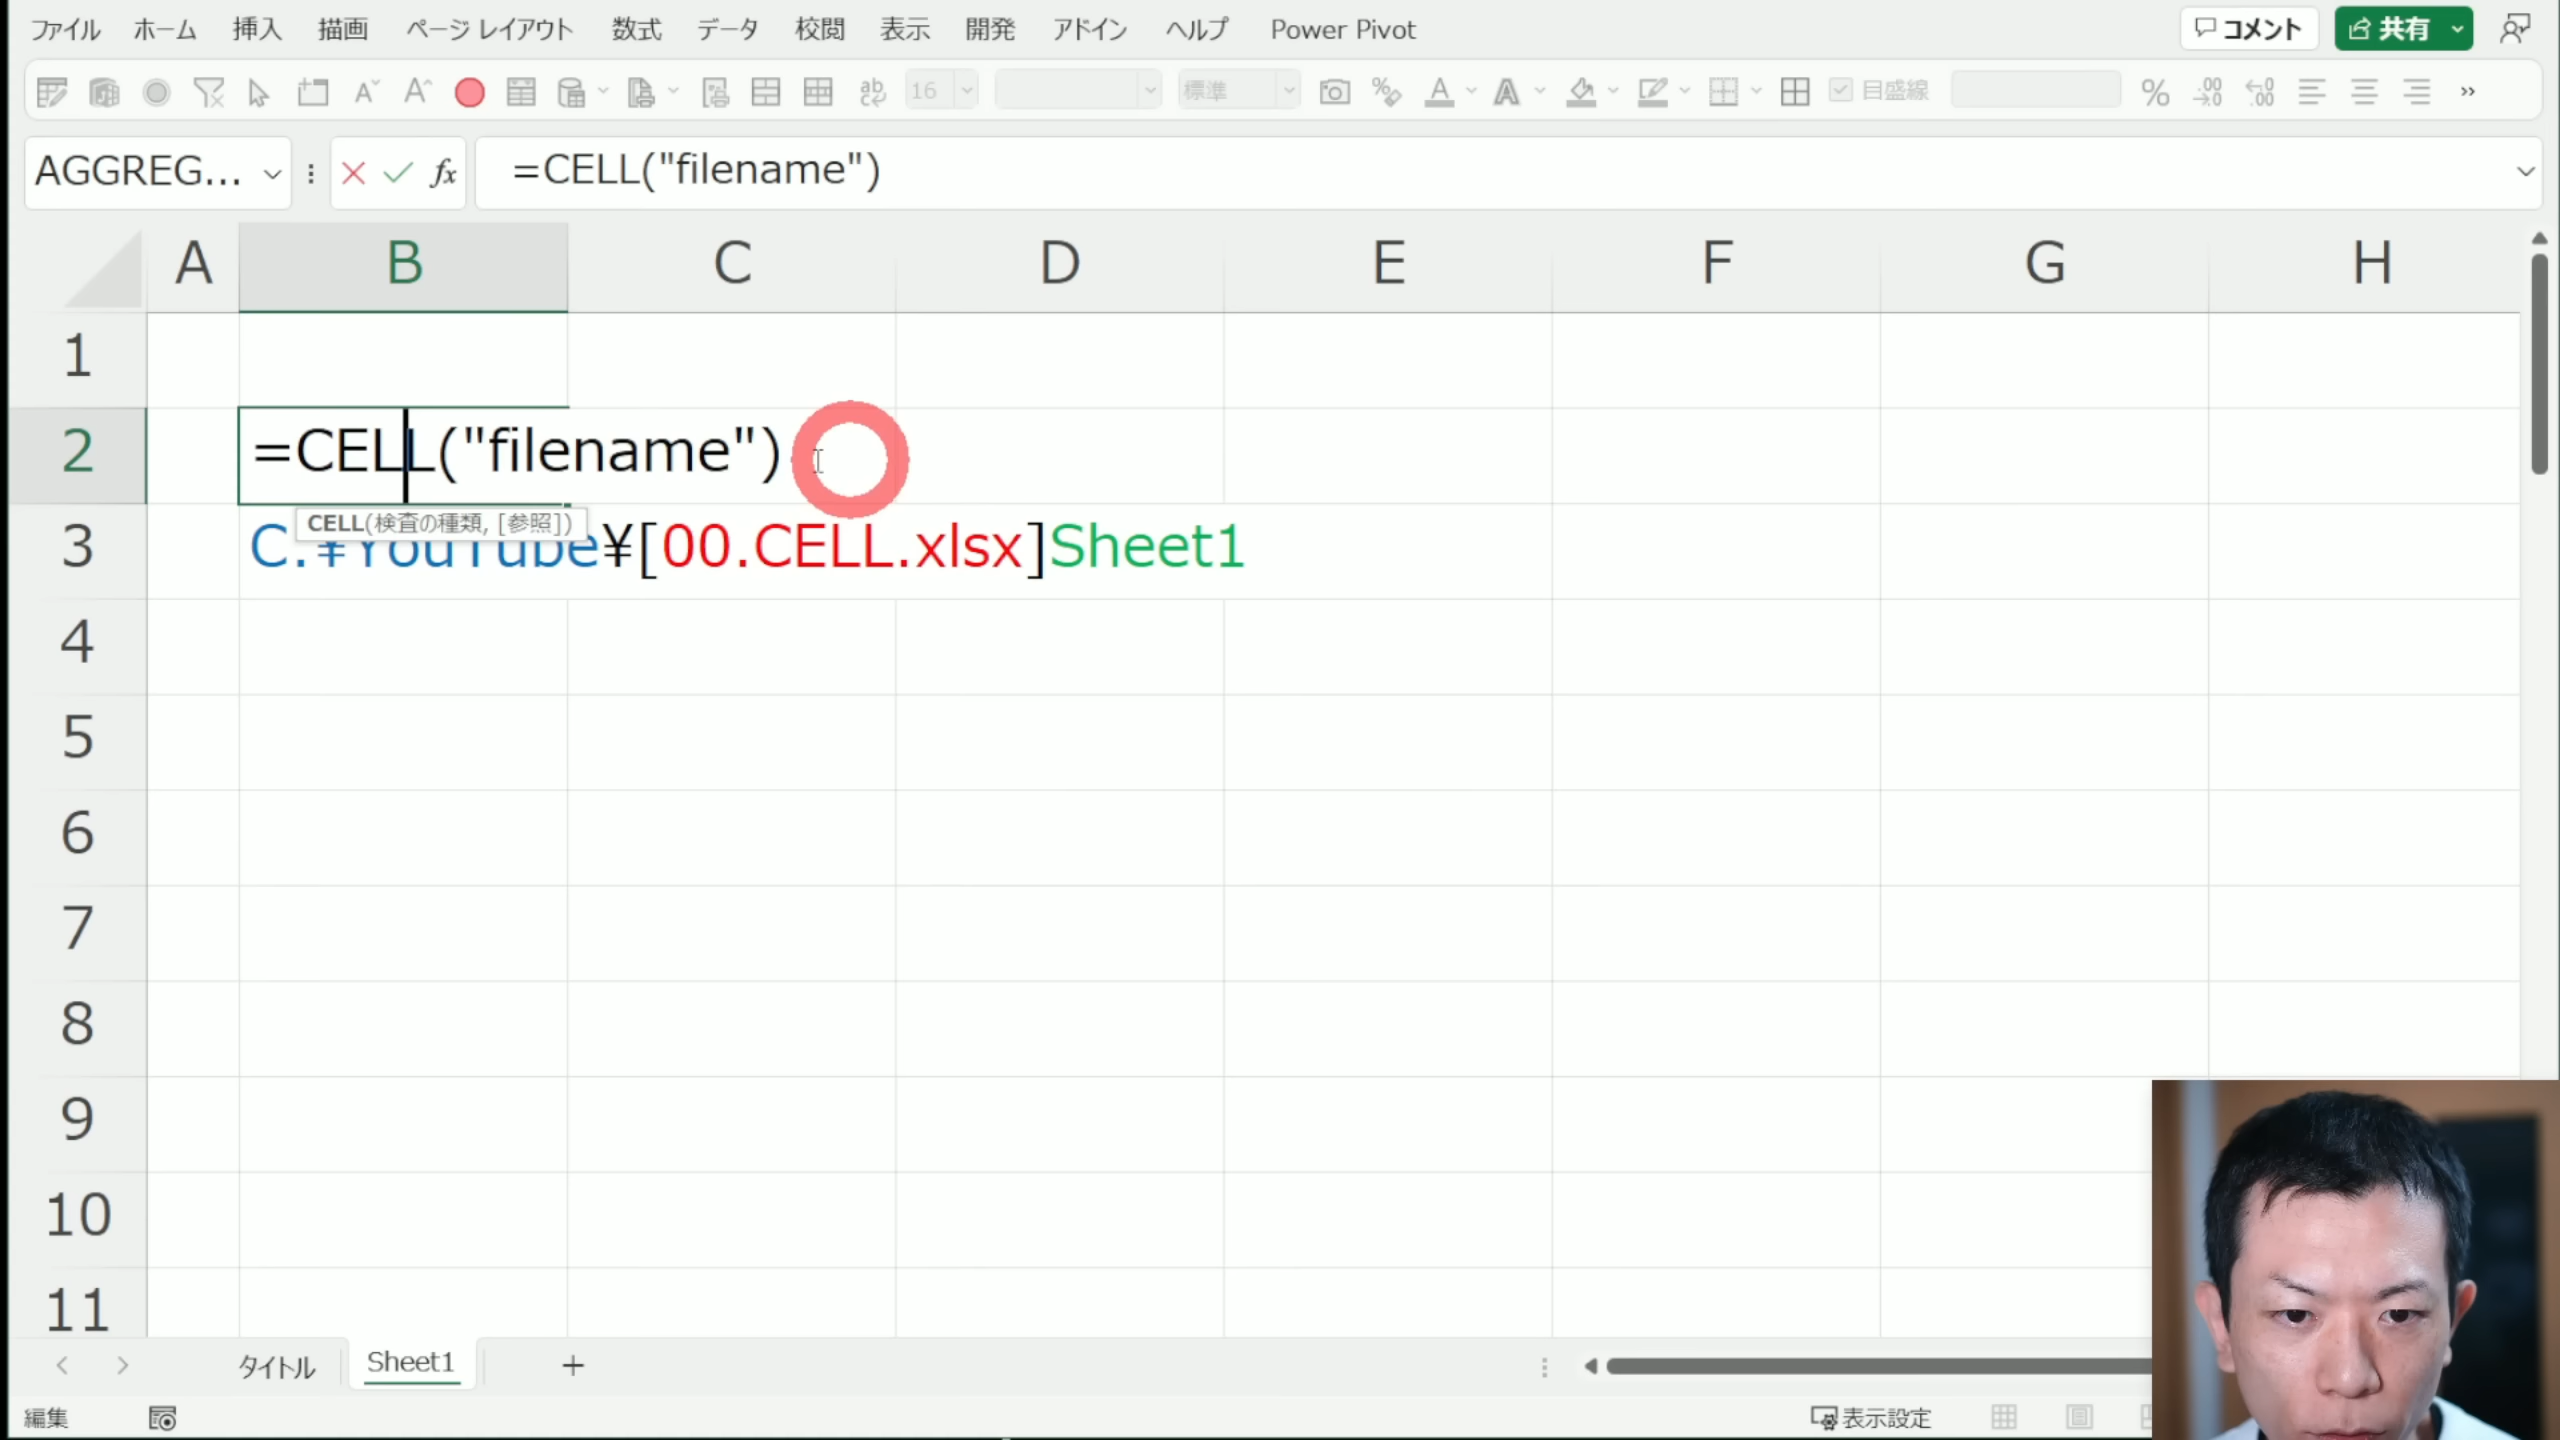 ファイル ホーム 挿入 描画 ページ レイアウト 数式 データ 校閲 表示 開発 アドイン ヘルプ Power Pivot コメント 共有
16 標準 目盛線
AGGREG... fx =CELL("filename")
A B C D E F G H
1
2 =CELL("filename")
CELL(検査の種類, [参照])
3 C:¥YouTube¥[00.CELL.xlsx]Sheet1
4
5
6
7
8
9
10
11
タイトル Sheet1
編集 表示設定